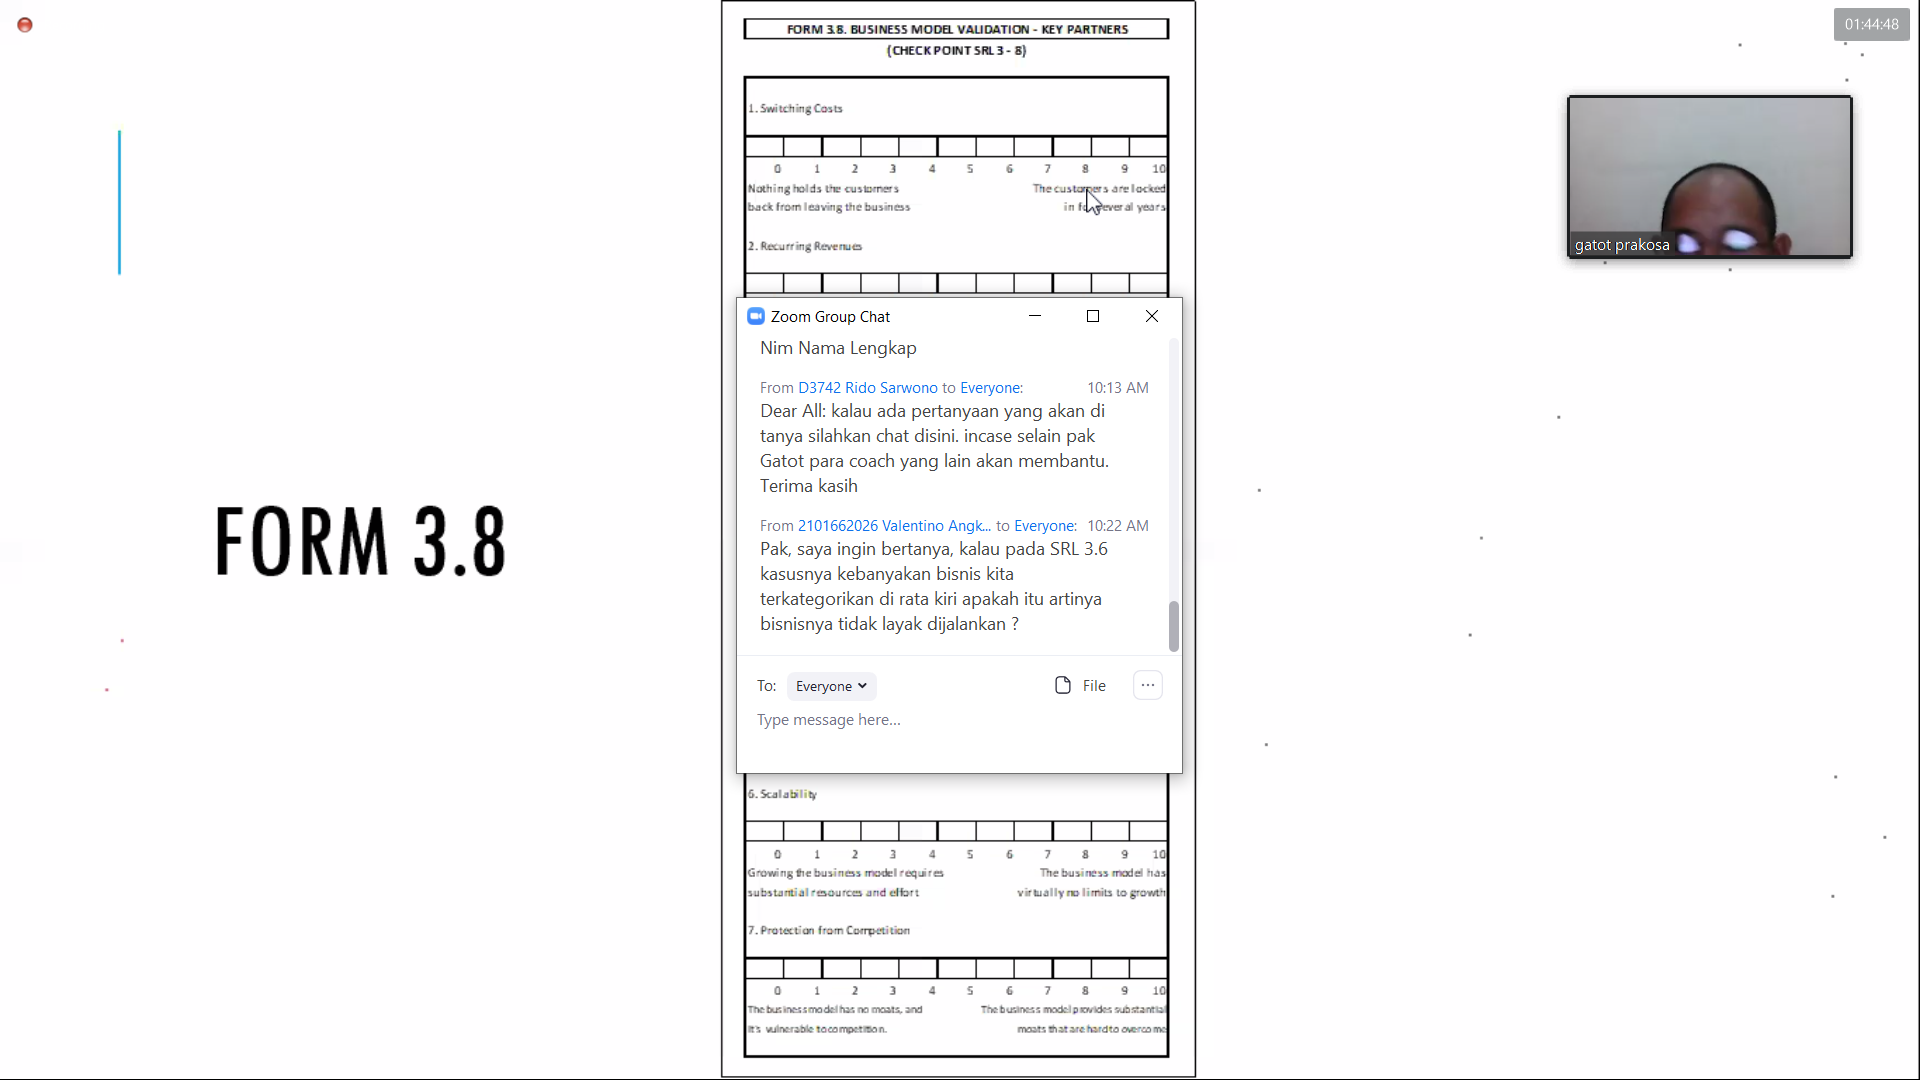 01:44:48
FORM 3.8. BUSINESS MODEL VALIDATION - KEY PARTNERS
(CHECK POINT SRL 3 - 8)
1. Switching Costs
0 1 2 3 4 5 6 7 8 9 10
Nothing holds the customers
back from leaving the business
The customers are locked
in for several years
2. Recurring Revenues
gatot prakosa
FORM 3.8
Zoom Group Chat
Nim Nama Lengkap
From D3742 Rido Sarwono to Everyone: 10:13 AM
Dear All: kalau ada pertanyaan yang akan di
tanya silahkan chat disini. incase selain pak
Gatot para coach yang lain akan membantu.
Terima kasih
From 2101662026 Valentino Angk... to Everyone: 10:22 AM
Pak, saya ingin bertanya, kalau pada SRL 3.6
kasusnya kebanyakan bisnis kita
terkategorikan di rata kiri apakah itu artinya
bisnisnya tidak layak dijalankan ?
To: Everyone File
Type message here...
6. Scalability
0 1 2 3 4 5 6 7 8 9 10
Growing the business model requires
substantial resources and effort
The business model has
virtually no limits to growth
7. Protection from Competition
0 1 2 3 4 5 6 7 8 9 10
The business model has no moats, and
it's vulnerable to competition.
The business model provides substantial
moats that are hard to overcome